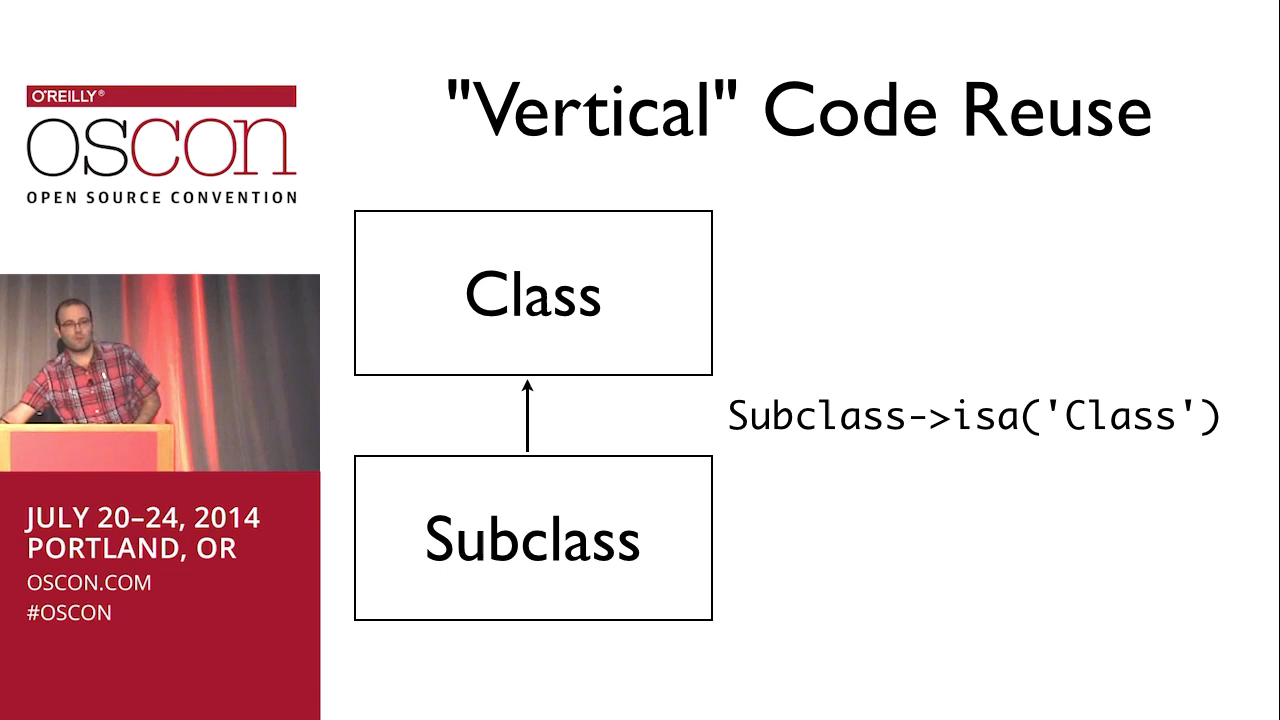 O'REILLY®
OSCON
OPEN SOURCE CONVENTION
JULY 20–24, 2014
PORTLAND, OR
OSCON.COM
#OSCON
"Vertical" Code Reuse
Class
Subclass->isa('Class')
Subclass